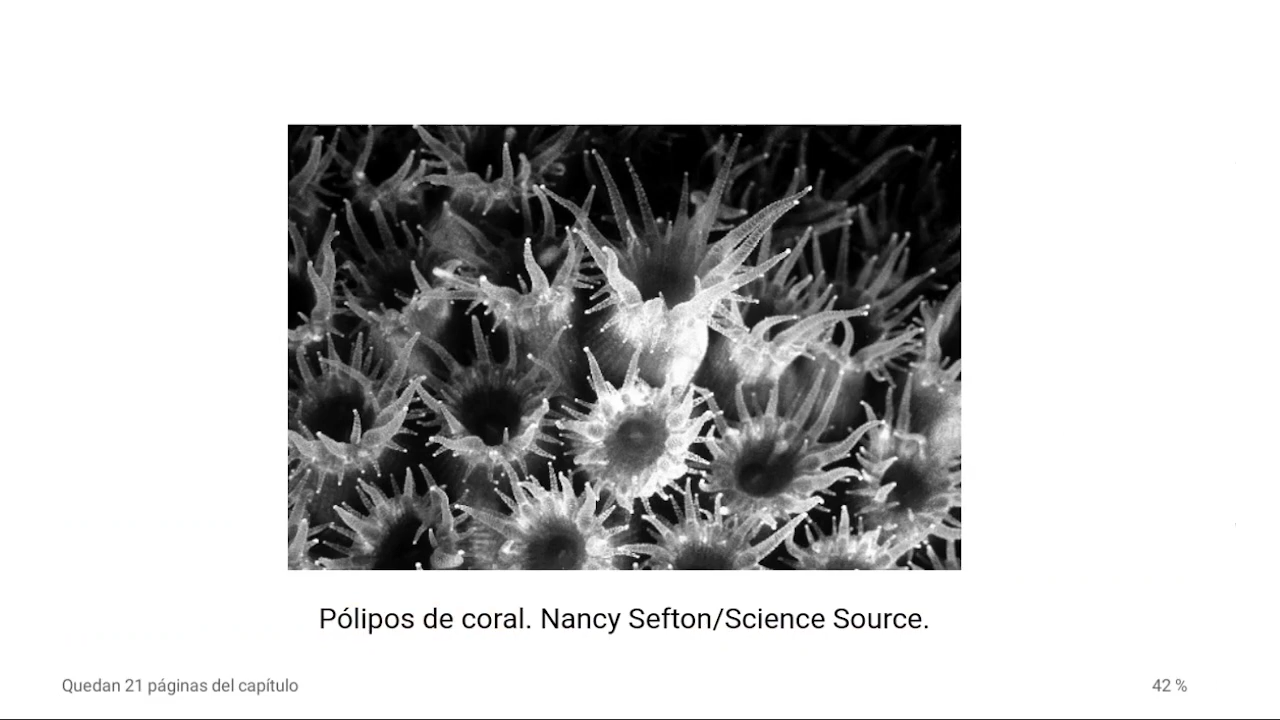 Pólipos de coral. Nancy Sefton/Science Source.
Quedan 21 páginas del capítulo
42 %